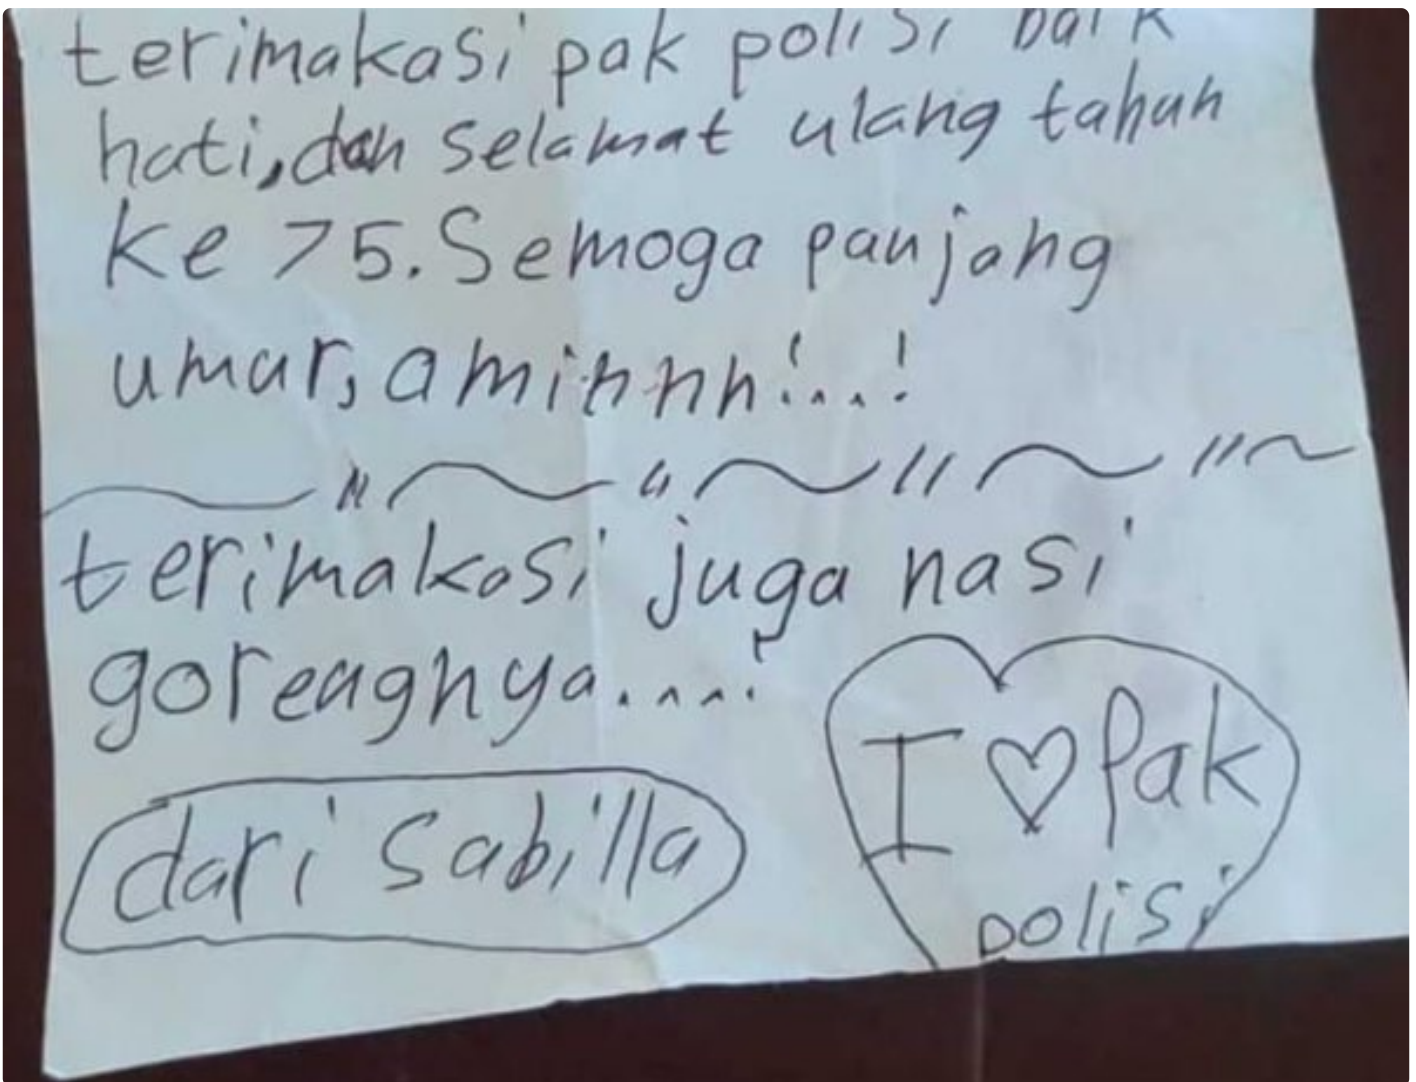 terimakasi pak polisi baik
hati, dan selamat ulang tahun
ke 75. Semoga panjang
umur, aminnnn!...!
terimakasi juga nasi
goreagnya....!
dari Sabilla
I ♡ Pak
polisi